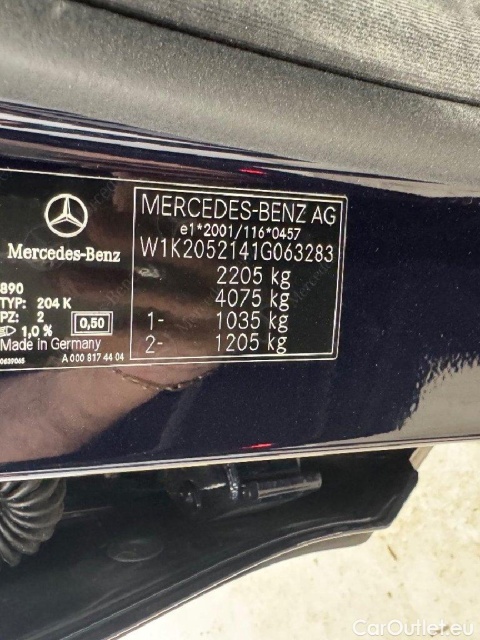 MERCEDES-BENZ AG
e1*2001/116*0457
W1K2052141G063283
2205 kg
4075 kg
1- 1035 kg
2- 1205 kg
Mercedes-Benz
890
TYP: 204 K
PZ: 2 0,50
1,0 %
Made in Germany
A 000 817 44 04
CarOutlet.eu